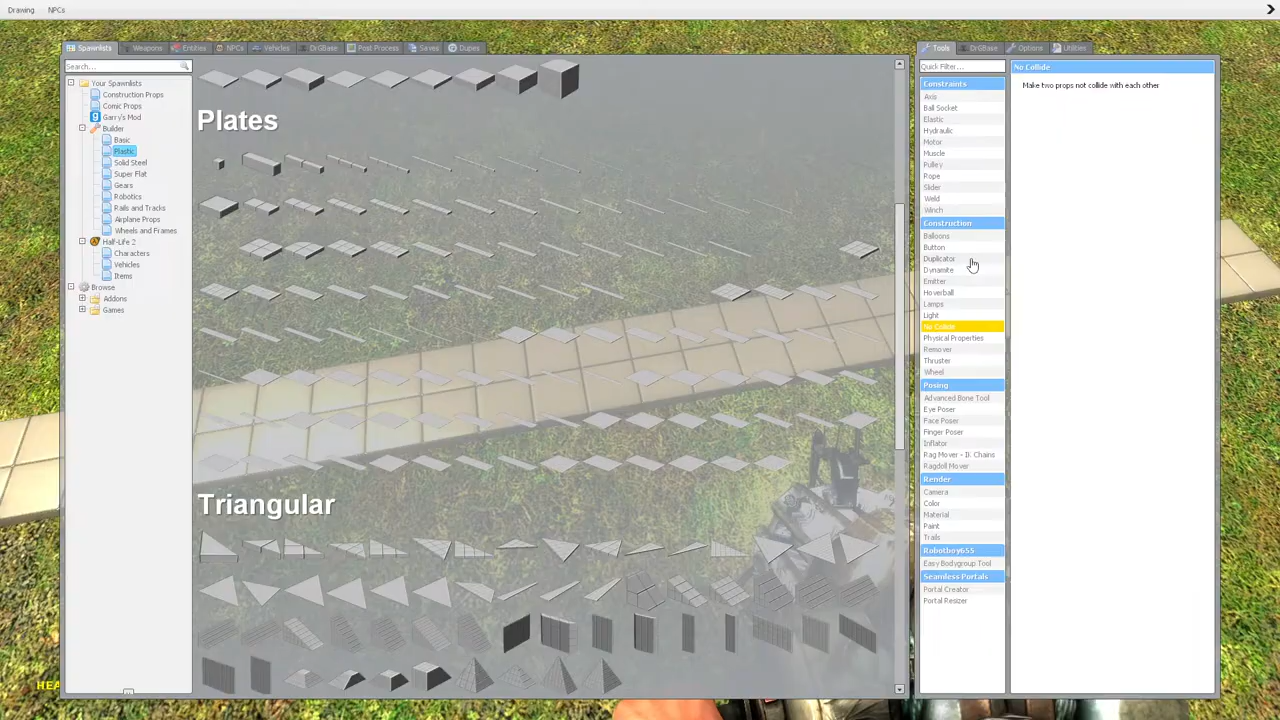 Drawing NPCs
Spawnlists Weapons Entities NPCs Vehicles DrGBase Post Process Saves Dupes
Search...
Your Spawnlists
Construction Props
Comic Props
Garry's Mod
Builder
Basic
Plastic
Solid Steel
Super Flat
Gears
Robotics
Rails and Tracks
Airplane Props
Wheels and Frames
Half-Life 2
Characters
Vehicles
Items
Browse
Addons
Games
Plates
Triangular
HEA
Tools DrGBase Options Utilities
Quick Filter...
Constraints
Axis
Ball Socket
Elastic
Hydraulic
Motor
Muscle
Pulley
Rope
Slider
Weld
Winch
Construction
Balloons
Button
Duplicator
Dynamite
Emitter
Hoverball
Lamps
Light
No Collide
Physical Properties
Remover
Thruster
Wheel
Posing
Advanced Bone Tool
Eye Poser
Face Poser
Finger Poser
Inflator
Rag Mover - IK Chains
Ragdoll Mover
Render
Camera
Color
Material
Paint
Trails
Robotboy655
Easy Bodygroup Tool
Seamless Portals
Portal Creator
Portal Resizer
No Collide
Make two props not collide with each other